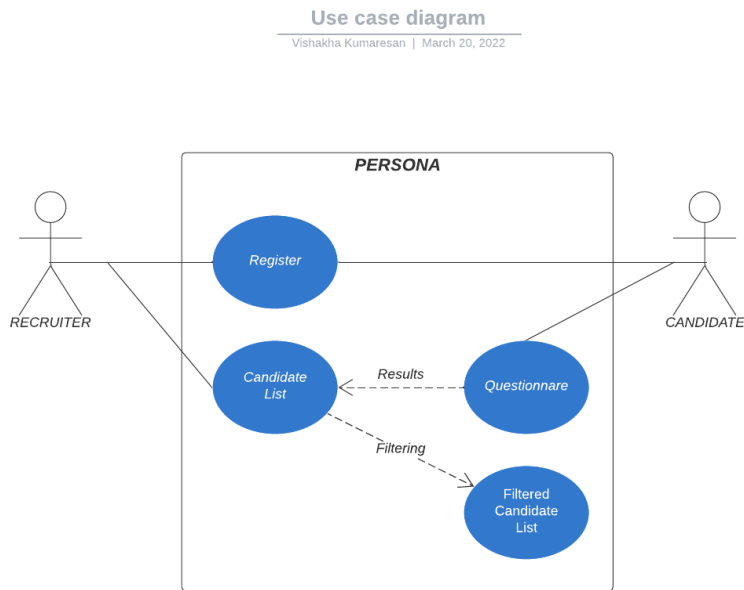 Use case diagram
Vishakha Kumaresan | March 20, 2022
PERSONA
Register
RECRUITER
CANDIDATE
Candidate
List
Results
Questionnare
Filtering
Filtered
Candidate
List